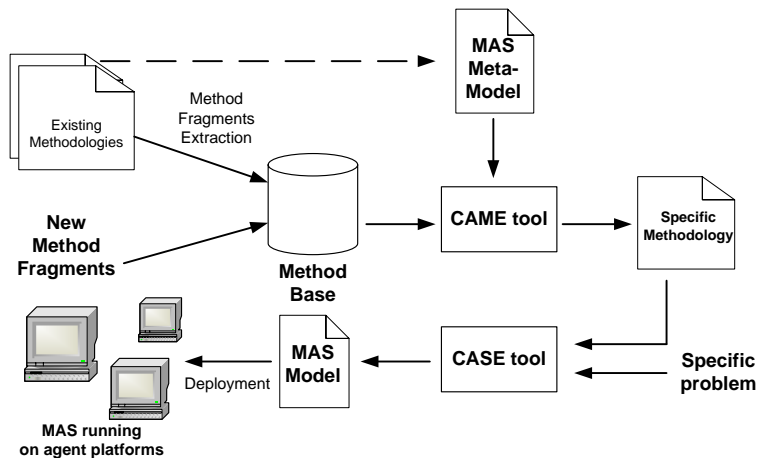 MAS
Meta-
Model
Method
Fragments
Extraction
Existing
Methodologies
CAME tool
Specific
Methodology
New
Method
Fragments
Method
Base
MAS
Model
CASE tool
Specific
problem
Deployment
MAS running
on agent platforms